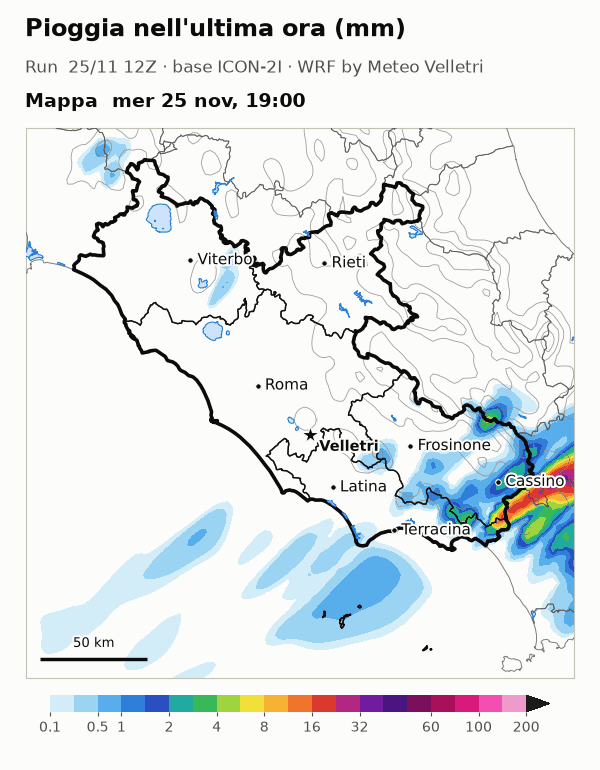 Pioggia nell'ultima ora (mm)
Run  25/11 12Z · base ICON-2I · WRF by Meteo Velletri
Mappa  mer 25 nov, 19:00
Viterbo
Rieti
Roma
Velletri
Frosinone
Cassino
Latina
Terracina
50 km
0.1 0.5 1 2 4 8 16 32 60 100 200